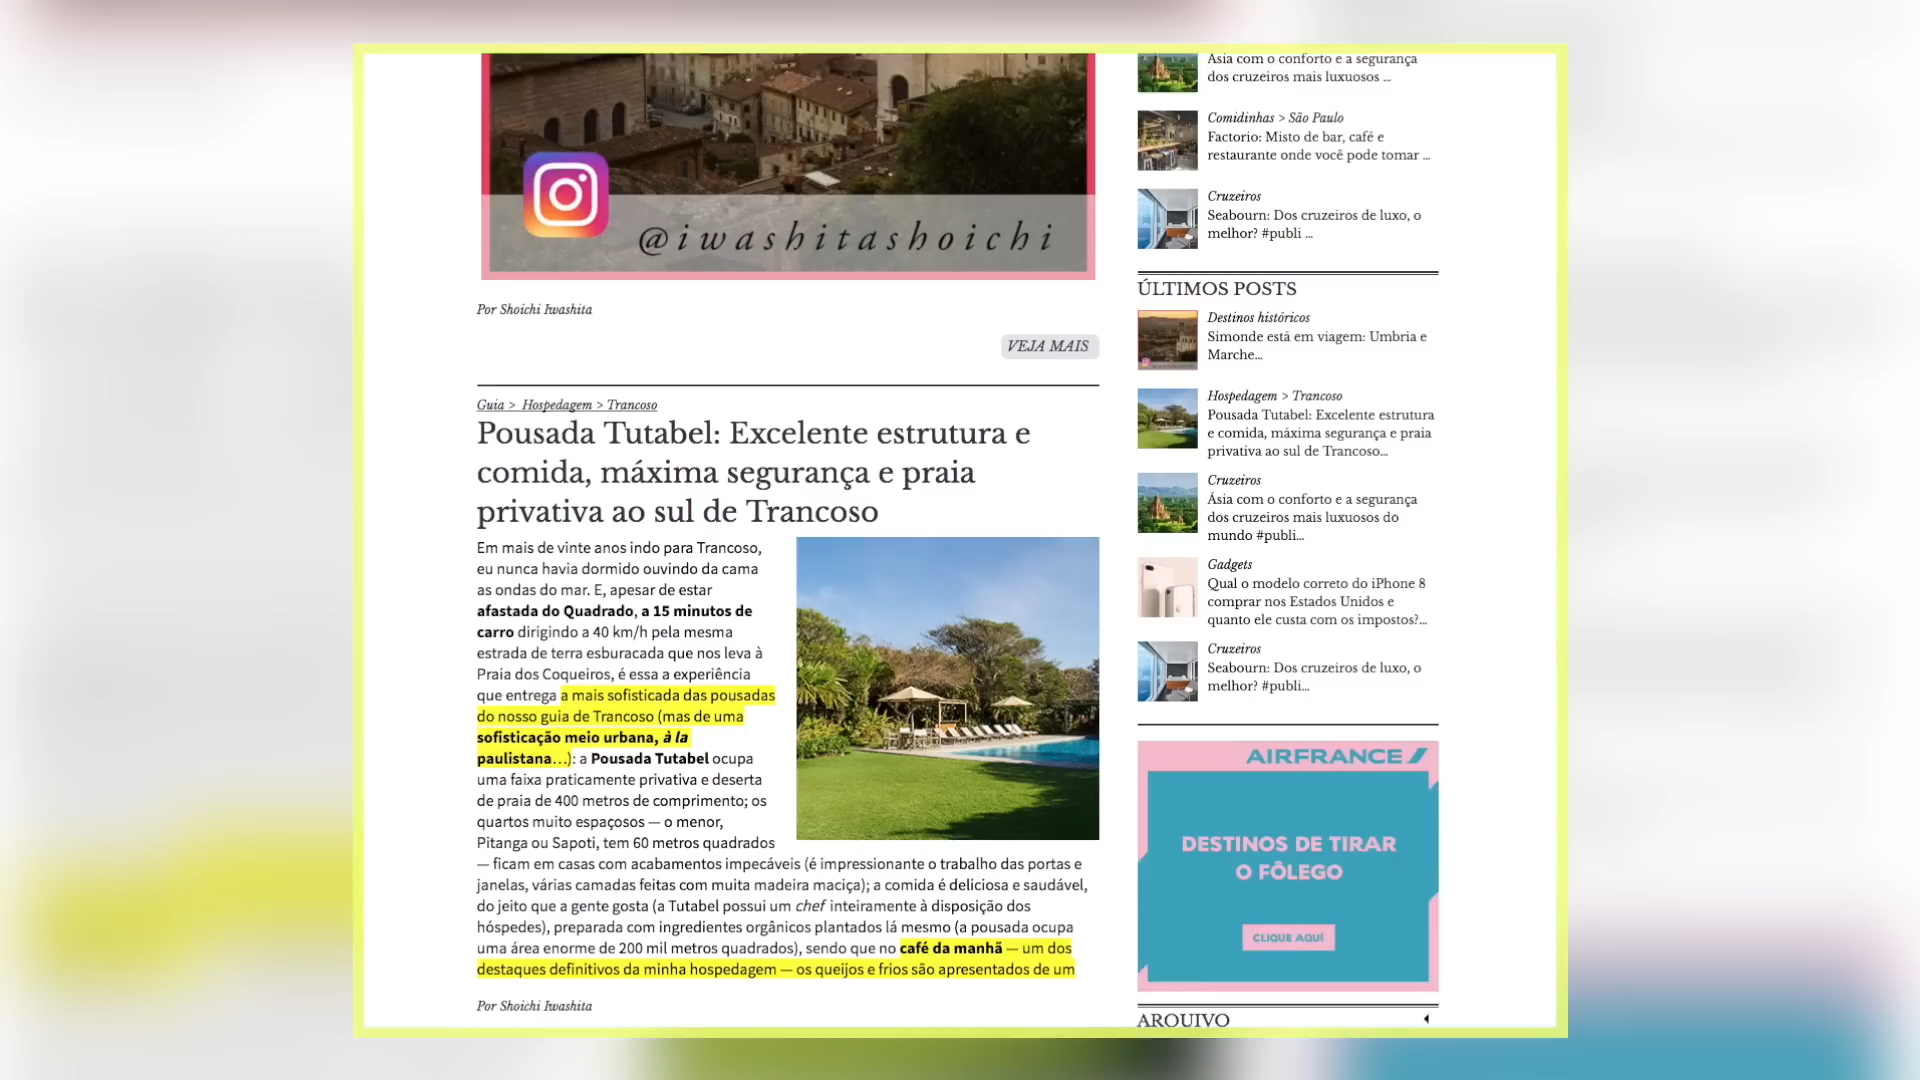 @iwashitashoichi
Por Shoichi Iwashita
VEJA MAIS
Guia > Hospedagem > Trancoso
Pousada Tutabel: Excelente estrutura e
comida, máxima segurança e praia
privativa ao sul de Trancoso
Em mais de vinte anos indo para Trancoso,
eu nunca havia dormido ouvindo da cama
as ondas do mar. E, apesar de estar
afastada do Quadrado, a 15 minutos de
carro dirigindo a 40 km/h pela mesma
estrada de terra esburacada que nos leva à
Praia dos Coqueiros, é essa a experiência
que entrega a mais sofisticada das pousadas
do nosso guia de Trancoso (mas de uma
sofisticação meio urbana, à la
paulistana…): a Pousada Tutabel ocupa
uma faixa praticamente privativa e deserta
de praia de 400 metros de comprimento; os
quartos muito espaçosos — o menor,
Pitanga ou Sapoti, tem 60 metros quadrados
— ficam em casas com acabamentos impecáveis (é impressionante o trabalho das portas e
janelas, várias camadas feitas com muita madeira maciça); a comida é deliciosa e saudável,
do jeito que a gente gosta (a Tutabel possui um chef inteiramente à disposição dos
hóspedes), preparada com ingredientes orgânicos plantados lá mesmo (a pousada ocupa
uma área enorme de 200 mil metros quadrados), sendo que no café da manhã — um dos
destaques definitivos da minha hospedagem — os queijos e frios são apresentados de um
Por Shoichi Iwashita
Ásia com o conforto e a segurança
dos cruzeiros mais luxuosos ...
Comidinhas > São Paulo
Factorio: Misto de bar, café e
restaurante onde você pode tomar ...
Cruzeiros
Seabourn: Dos cruzeiros de luxo, o
melhor? #publi ...
ÚLTIMOS POSTS
Destinos históricos
Simonde está em viagem: Umbria e
Marche...
Hospedagem > Trancoso
Pousada Tutabel: Excelente estrutura
e comida, máxima segurança e praia
privativa ao sul de Trancoso...
Cruzeiros
Ásia com o conforto e a segurança
dos cruzeiros mais luxuosos do
mundo #publi...
Gadgets
Qual o modelo correto do iPhone 8
comprar nos Estados Unidos e
quanto ele custa com os impostos?...
Cruzeiros
Seabourn: Dos cruzeiros de luxo, o
melhor? #publi...
AIRFRANCE
DESTINOS DE TIRAR
O FÔLEGO
CLIQUE AQUÍ
ARQUIVO